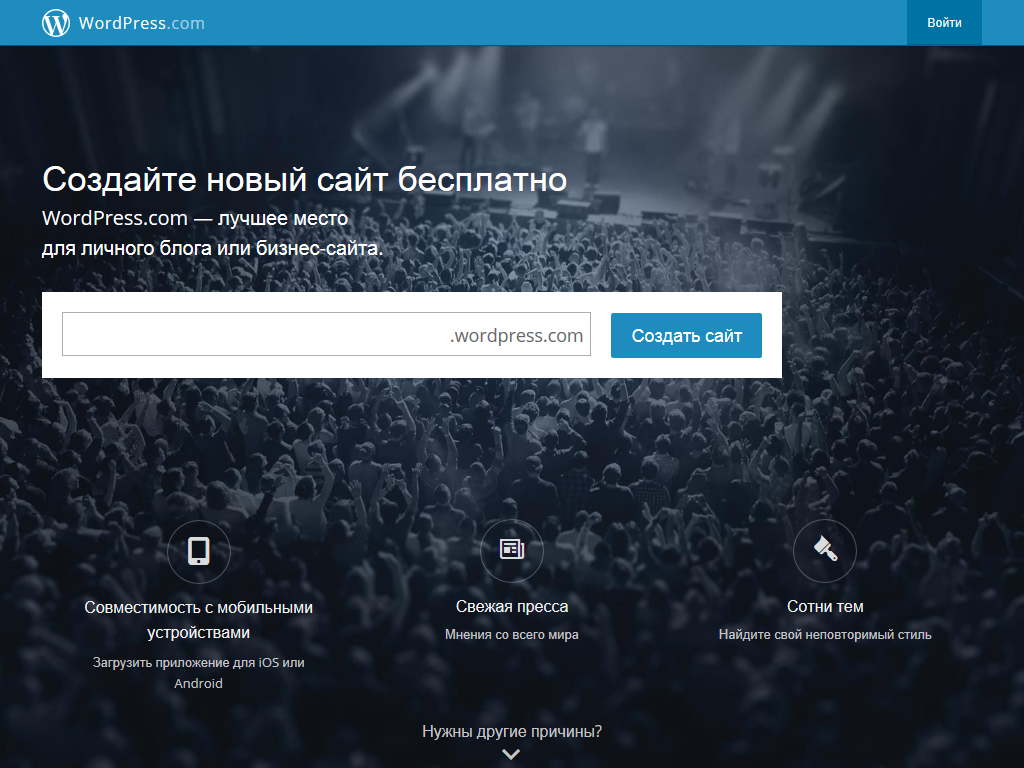 WordPress.com
Войти
Создайте новый сайт бесплатно
WordPress.com — лучшее место
для личного блога или бизнес-сайта.
.wordpress.com
Создать сайт
Совместимость с мобильными
устройствами
Загрузить приложение для iOS или
Android
Свежая пресса
Мнения со всего мира
Сотни тем
Найдите свой неповторимый стиль
Нужны другие причины?